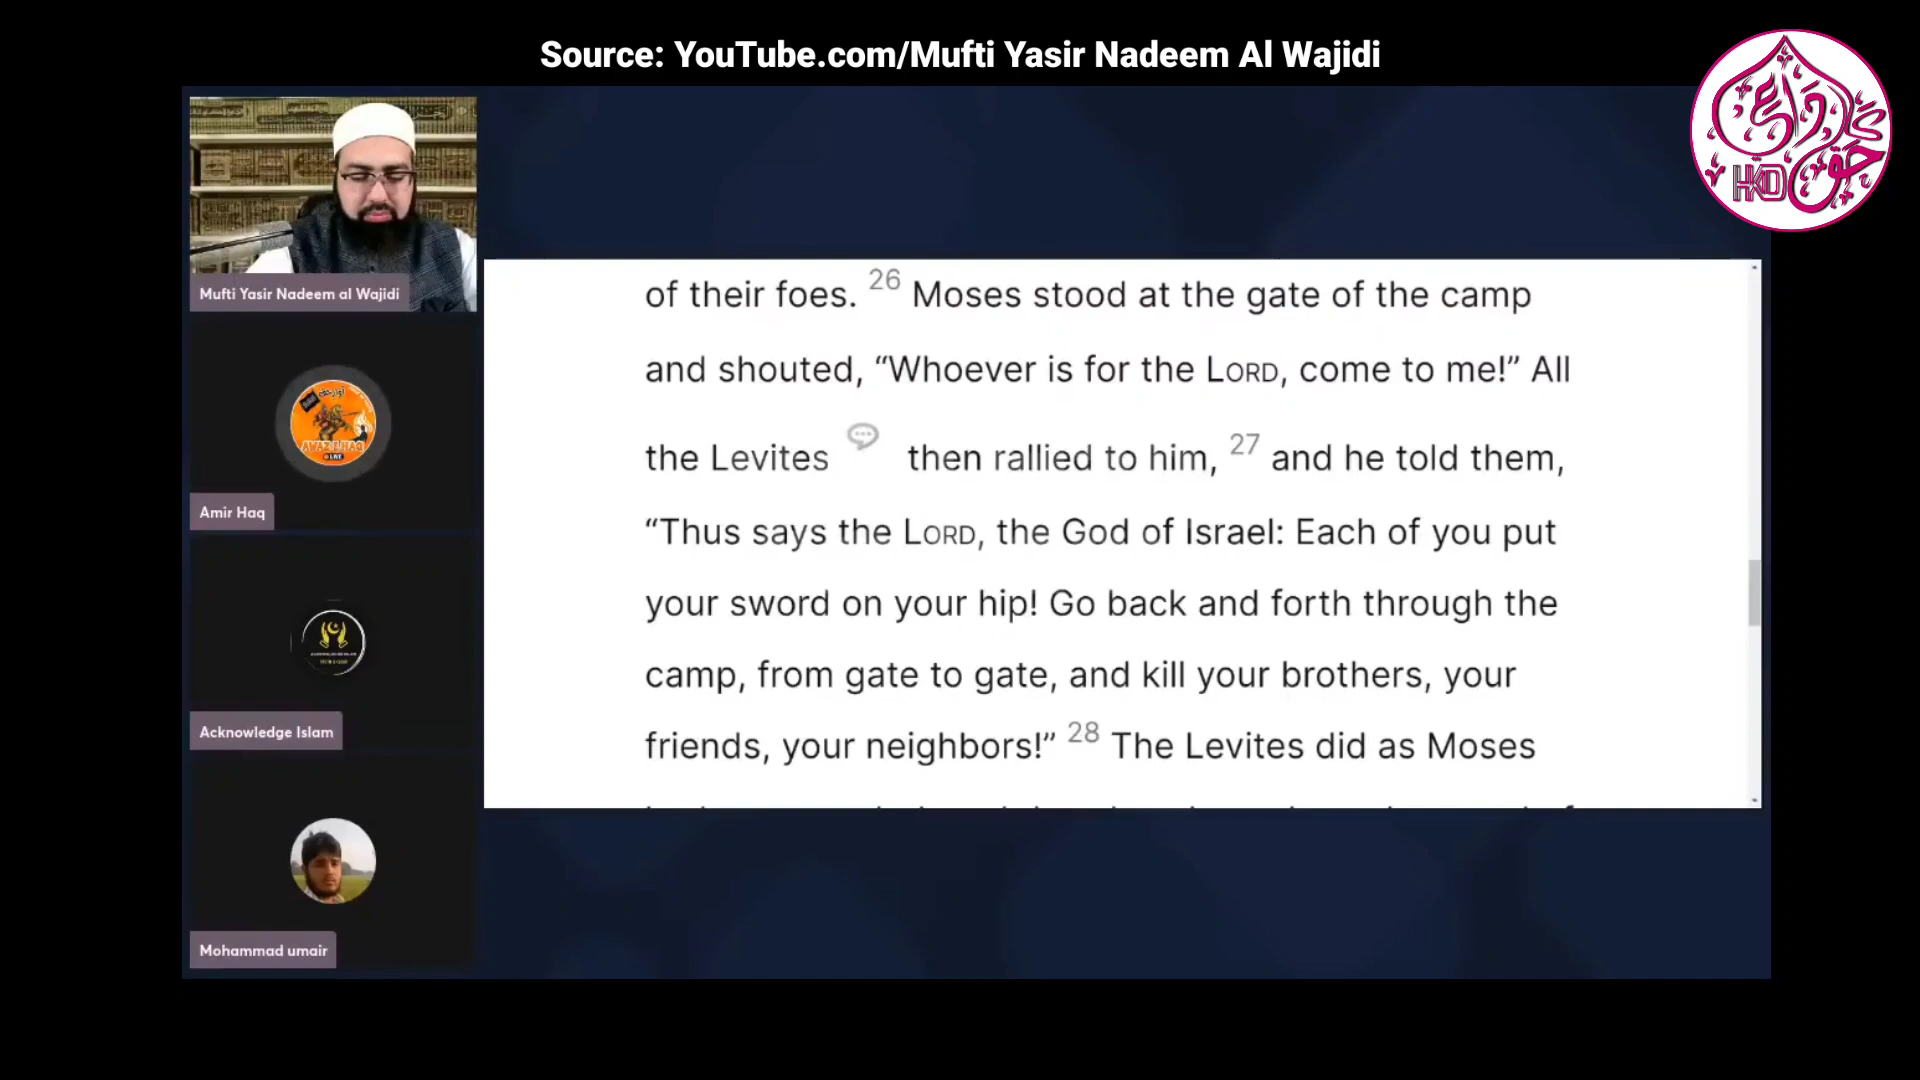 Source: YouTube.com/Mufti Yasir Nadeem Al Wajidi
HKD
Mufti Yasir Nadeem al Wajidi
AWAZ-E-HAQ
LIVE
Amir Haq
Acknowledge Islam
Mohammad umair
of their foes. 26 Moses stood at the gate of the camp
and shouted, “Whoever is for the LORD, come to me!” All
the Levites then rallied to him, 27 and he told them,
“Thus says the LORD, the God of Israel: Each of you put
your sword on your hip! Go back and forth through the
camp, from gate to gate, and kill your brothers, your
friends, your neighbors!” 28 The Levites did as Moses